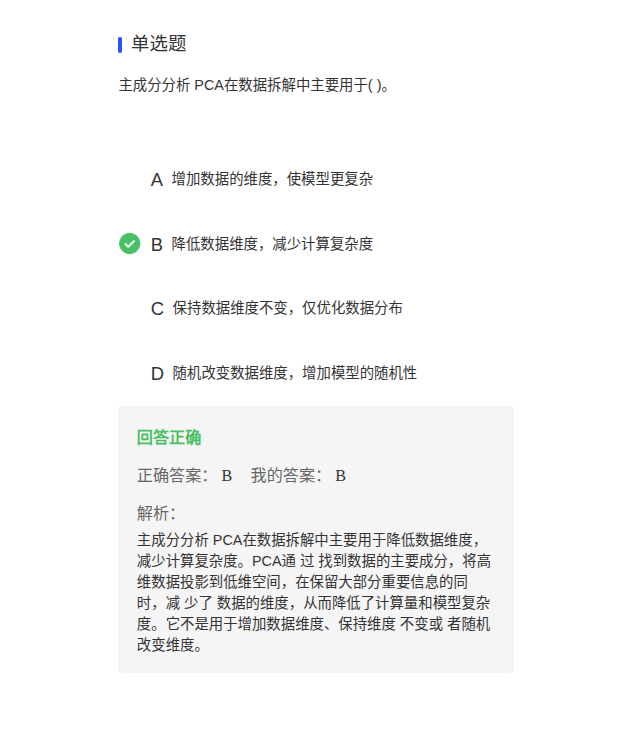 单选题
主成分分析 PCA在数据拆解中主要用于( )。
A 增加数据的维度，使模型更复杂
B 降低数据维度，减少计算复杂度
C 保持数据维度不变，仅优化数据分布
D 随机改变数据维度，增加模型的随机性
回答正确
正确答案： B 我的答案： B
解析：
主成分分析 PCA在数据拆解中主要用于降低数据维度，
减少计算复杂度。PCA通 过 找到数据的主要成分，将高
维数据投影到低维空间，在保留大部分重要信息的同
时，减 少了 数据的维度，从而降低了计算量和模型复杂
度。它不是用于增加数据维度、保持维度 不变或 者随机
改变维度。